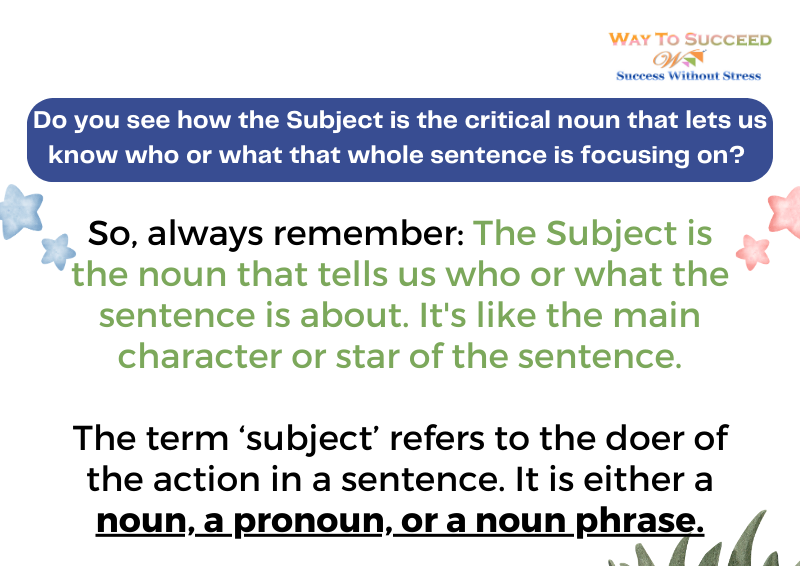 WAY TO SUCCEED
Success Without Stress
Do you see how the Subject is the critical noun that lets us
know who or what that whole sentence is focusing on?
So, always remember: The Subject is
the noun that tells us who or what the
sentence is about. It's like the main
character or star of the sentence.
The term ‘subject’ refers to the doer of
the action in a sentence. It is either a
noun, a pronoun, or a noun phrase.